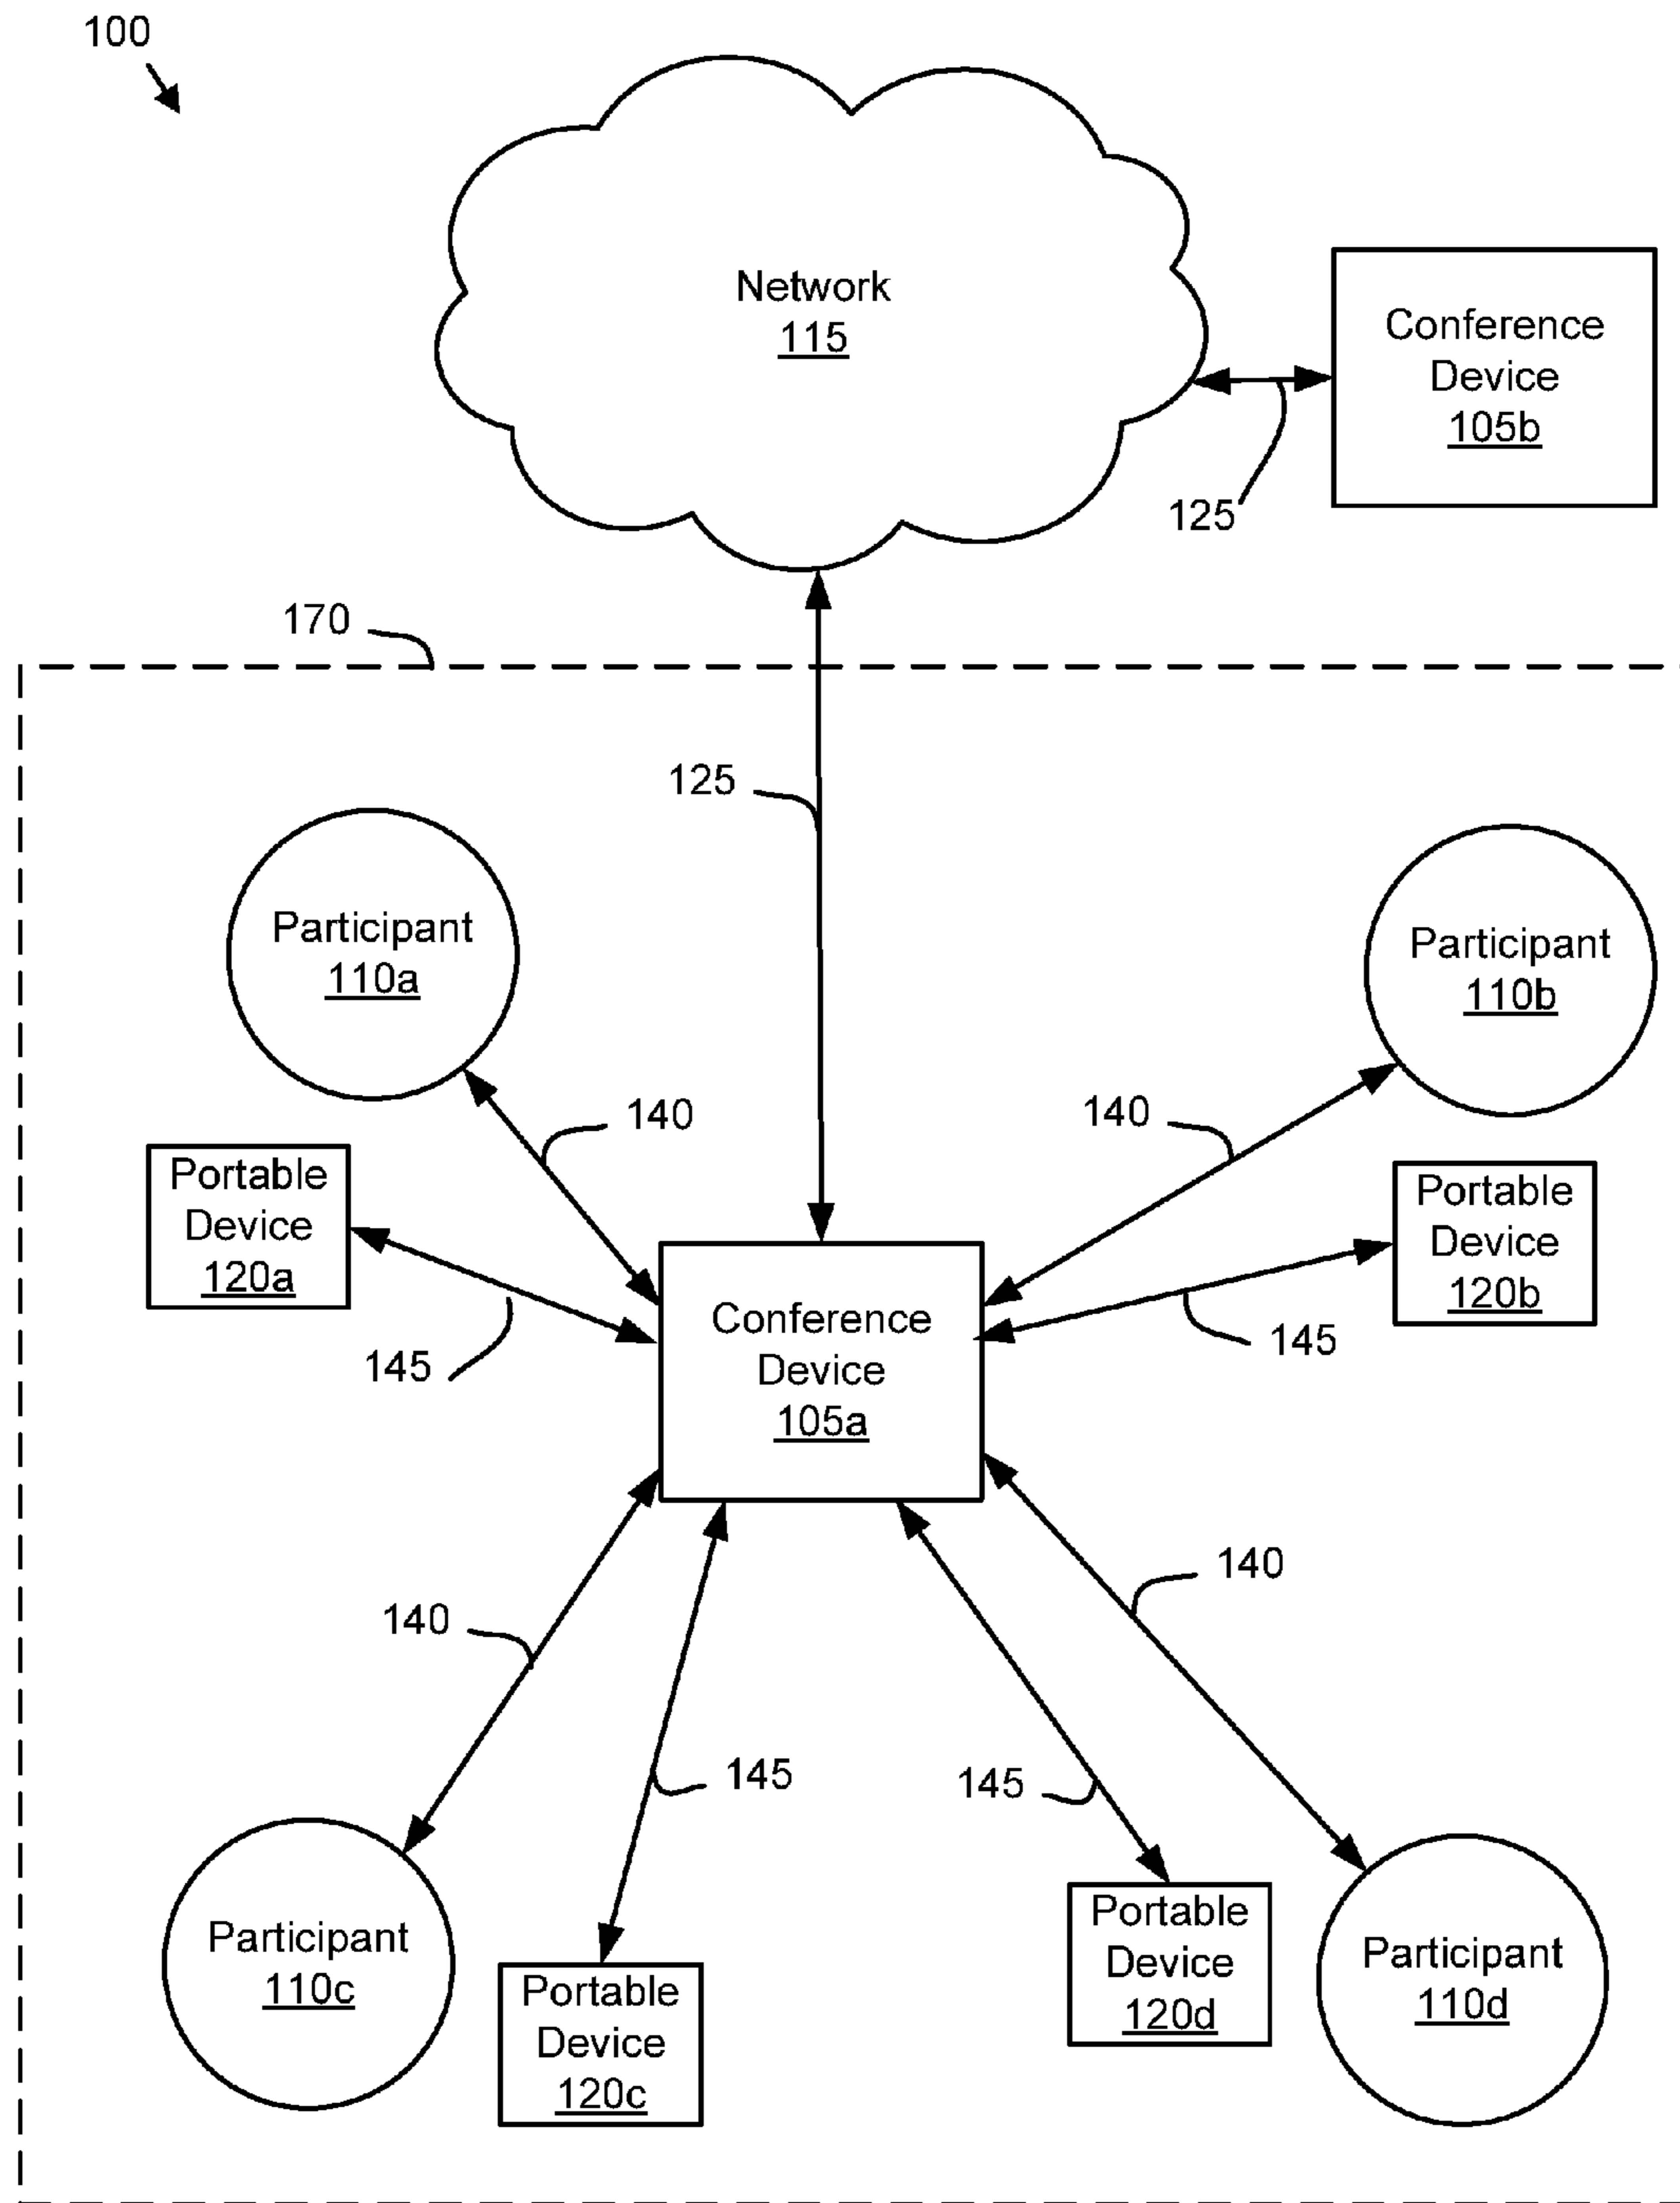 100
Network
115
Conference
Device
105b
125
170
125
Participant
110a
Participant
110b
140
140
Portable
Device
120a
Portable
Device
120b
145
Conference
Device
105a
145
140
140
145
145
Participant
110c
Portable
Device
120c
Portable
Device
120d
Participant
110d